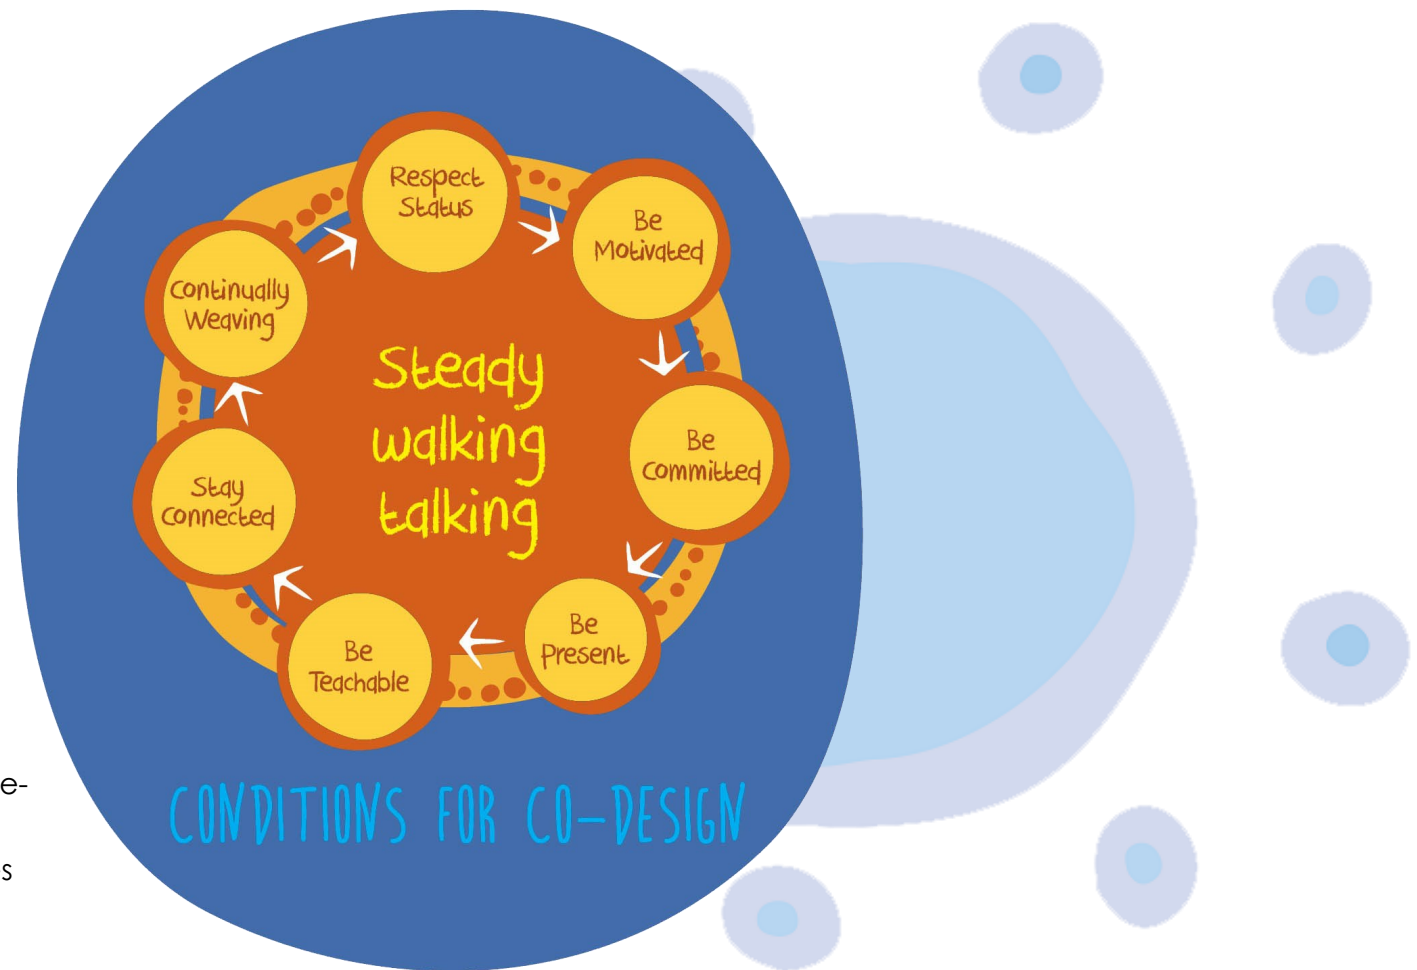 Respect
Status
Be
Motivated
Be
Committed
Be
Present
Be
Teachable
Stay
Connected
Continually
Weaving
Steady
walking
talking
CONDITIONS FOR CO-DESIGN
e-
s